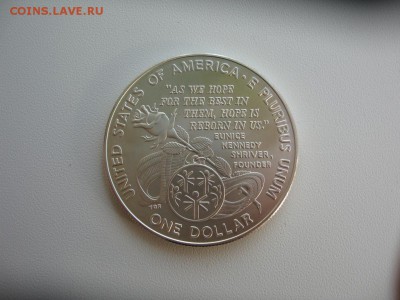 COINS.LAVE.RU
UNITED STATES OF AMERICA · E PLURIBUS UNUM
"AS WE HOPE
FOR THE BEST IN
THEM, HOPE IS
REBORN IN US."
EUNICE
KENNEDY
SHRIVER,
FOUNDER
ONE DOLLAR